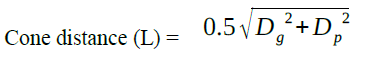 Cone distance (L) = 0.5√(D_g² + D_p²)